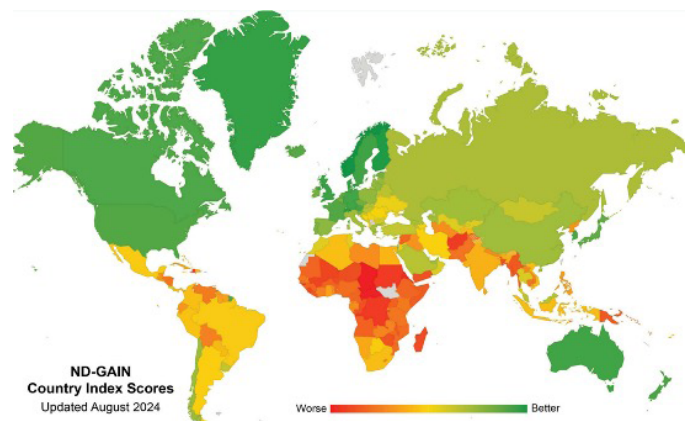 ND-GAIN
Country Index Scores
Updated August 2024
Worse
Better